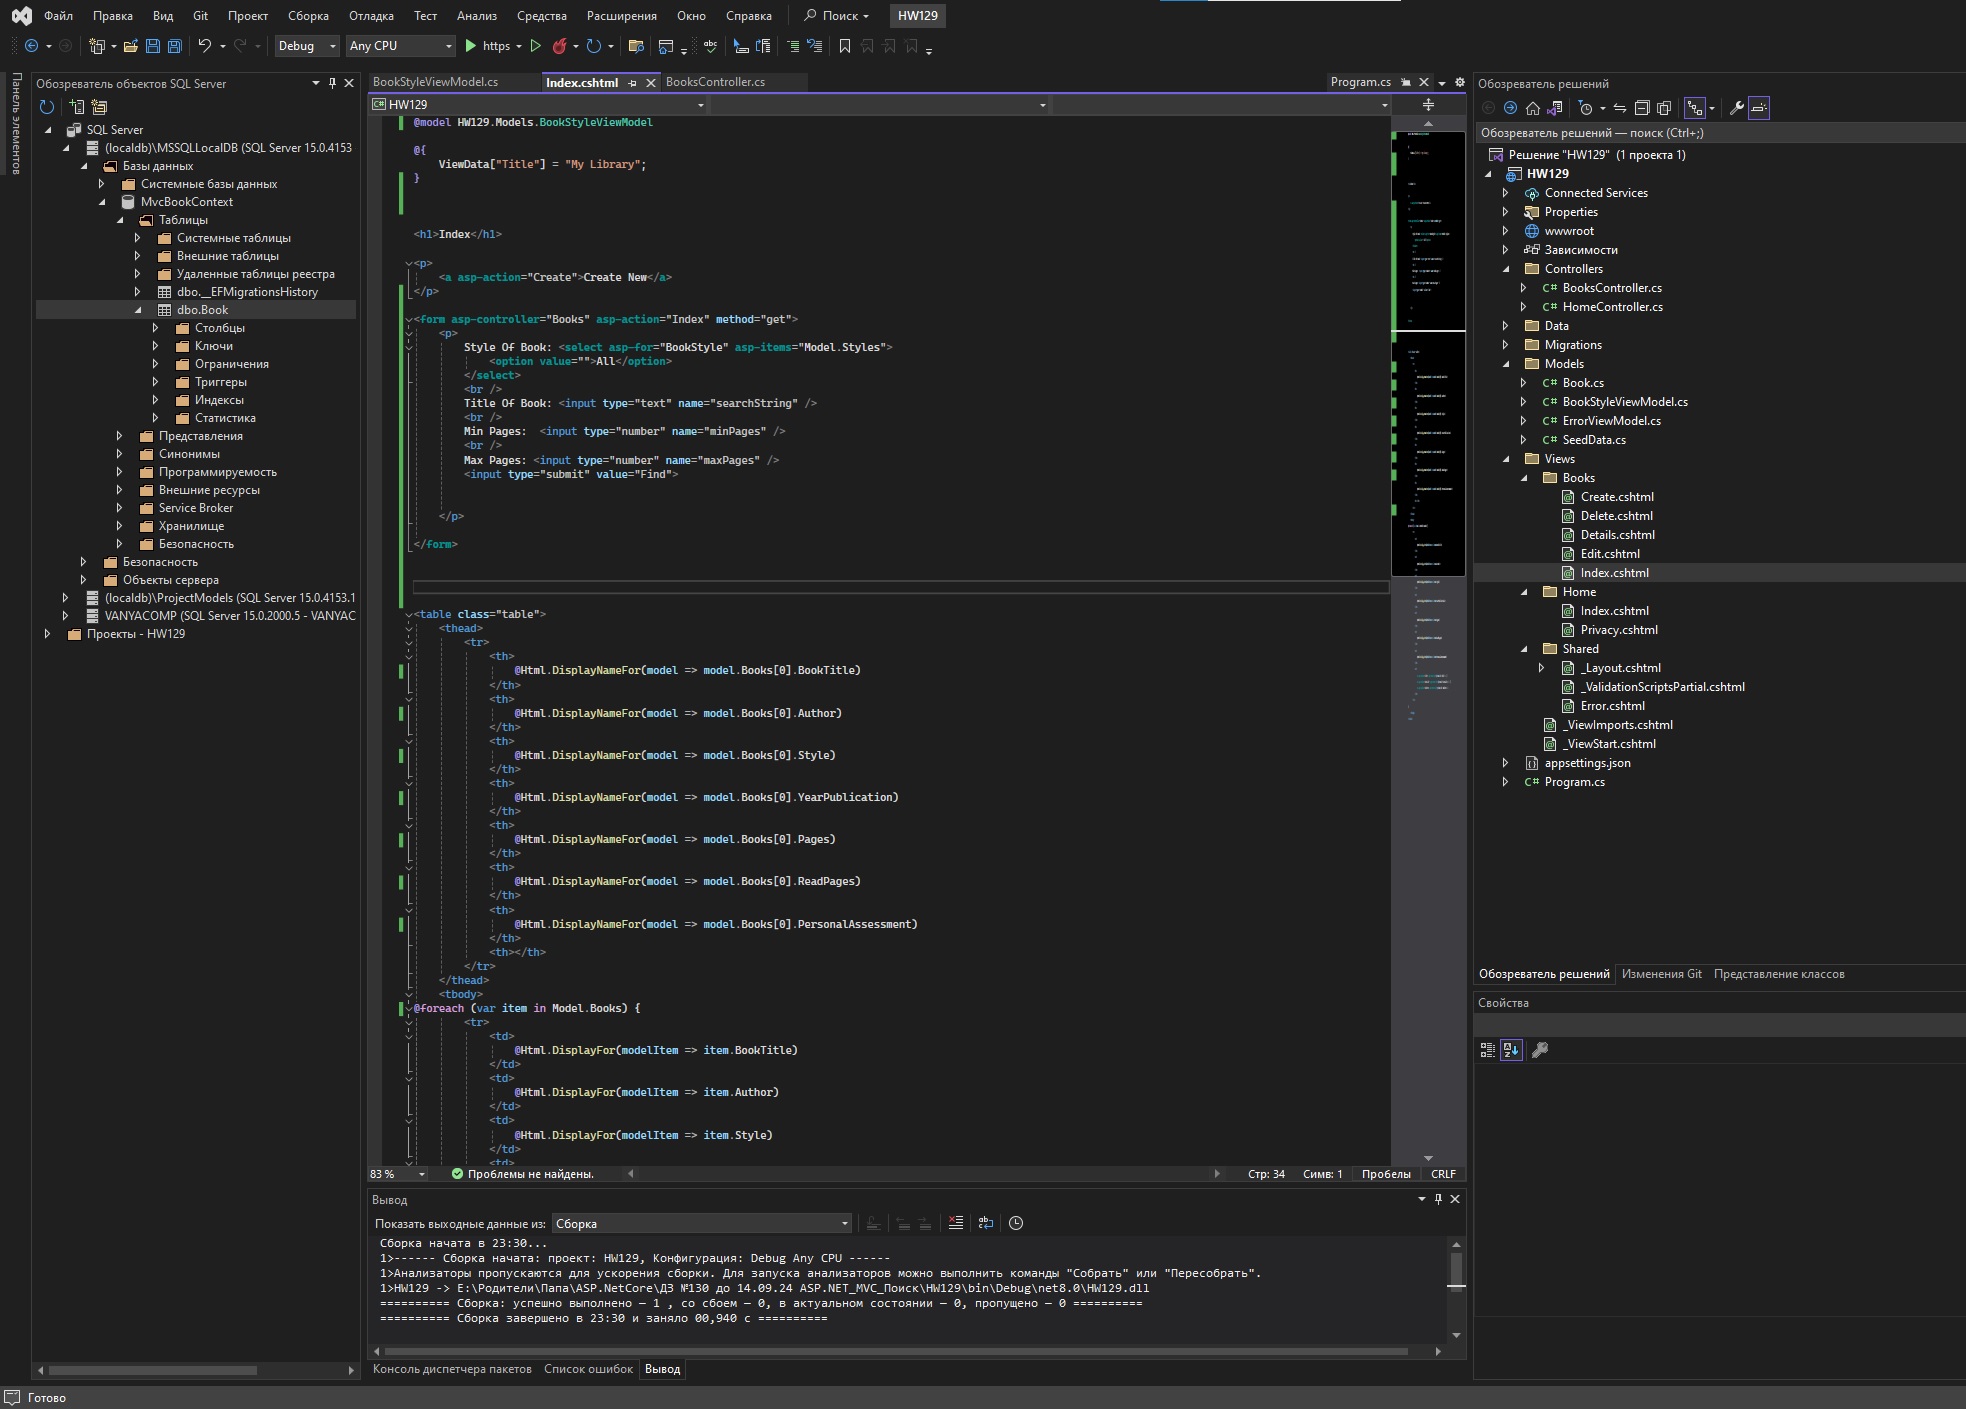 Файл Правка Вид Git Проект Сборка Отладка Тест Анализ Средства Расширения Окно Справка Поиск HW129
Debug Any CPU https
Панель элементов
Обозреватель объектов SQL Server
SQL Server
(localdb)\MSSQLLocalDB (SQL Server 15.0.4153
Базы данных
Системные базы данных
MvcBookContext
Таблицы
Системные таблицы
Внешние таблицы
Удаленные таблицы реестра
dbo.__EFMigrationsHistory
dbo.Book
Столбцы
Ключи
Ограничения
Триггеры
Индексы
Статистика
Представления
Синонимы
Программируемость
Внешние ресурсы
Service Broker
Хранилище
Безопасность
Безопасность
Объекты сервера
(localdb)\ProjectModels (SQL Server 15.0.4153.1
VANYACOMP (SQL Server 15.0.2000.5 - VANYAC
Проекты - HW129
BookStyleViewModel.cs Index.cshtml BooksController.cs Program.cs
HW129
@model HW129.Models.BookStyleViewModel
@{
ViewData["Title"] = "My Library";
}
<h1>Index</h1>
<p>
<a asp-action="Create">Create New</a>
</p>
<form asp-controller="Books" asp-action="Index" method="get">
<p>
Style Of Book: <select asp-for="BookStyle" asp-items="Model.Styles">
<option value="">All</option>
</select>
<br />
Title Of Book: <input type="text" name="searchString" />
<br />
Min Pages:  <input type="number" name="minPages" />
<br />
Max Pages: <input type="number" name="maxPages" />
<input type="submit" value="Find">
</p>
</form>
<table class="table">
<thead>
<tr>
<th>
@Html.DisplayNameFor(model => model.Books[0].BookTitle)
</th>
<th>
@Html.DisplayNameFor(model => model.Books[0].Author)
</th>
<th>
@Html.DisplayNameFor(model => model.Books[0].Style)
</th>
<th>
@Html.DisplayNameFor(model => model.Books[0].YearPublication)
</th>
<th>
@Html.DisplayNameFor(model => model.Books[0].Pages)
</th>
<th>
@Html.DisplayNameFor(model => model.Books[0].ReadPages)
</th>
<th>
@Html.DisplayNameFor(model => model.Books[0].PersonalAssessment)
</th>
<th></th>
</tr>
</thead>
<tbody>
@foreach (var item in Model.Books) {
<tr>
<td>
@Html.DisplayFor(modelItem => item.BookTitle)
</td>
<td>
@Html.DisplayFor(modelItem => item.Author)
</td>
<td>
@Html.DisplayFor(modelItem => item.Style)
</td>
<td>
83 % Проблемы не найдены. Стр: 34 Симв: 1 Пробелы CRLF
Вывод
Показать выходные данные из: Сборка
Сборка начата в 23:30...
1>------ Сборка начата: проект: HW129, Конфигурация: Debug Any CPU ------
1>Анализаторы пропускаются для ускорения сборки. Для запуска анализаторов можно выполнить команды "Собрать" или "Пересобрать".
1>HW129 -> E:\Родители\Папа\ASP.NetCore\ДЗ №130 до 14.09.24 ASP.NET_MVC_Поиск\HW129\bin\Debug\net8.0\HW129.dll
========== Сборка: успешно выполнено — 1 , со сбоем — 0, в актуальном состоянии — 0, пропущено — 0 ==========
========== Сборка завершено в 23:30 и заняло 00,940 с ==========
Консоль диспетчера пакетов Список ошибок Вывод
Обозреватель решений
Обозреватель решений — поиск (Ctrl+;)
Решение "HW129" (1 проекта 1)
HW129
Connected Services
Properties
wwwroot
Зависимости
Controllers
C# BooksController.cs
C# HomeController.cs
Data
Migrations
Models
C# Book.cs
C# BookStyleViewModel.cs
C# ErrorViewModel.cs
C# SeedData.cs
Views
Books
Create.cshtml
Delete.cshtml
Details.cshtml
Edit.cshtml
Index.cshtml
Home
Index.cshtml
Privacy.cshtml
Shared
_Layout.cshtml
_ValidationScriptsPartial.cshtml
Error.cshtml
_ViewImports.cshtml
_ViewStart.cshtml
appsettings.json
C# Program.cs
Обозреватель решений Изменения Git Представление классов
Свойства
Готово